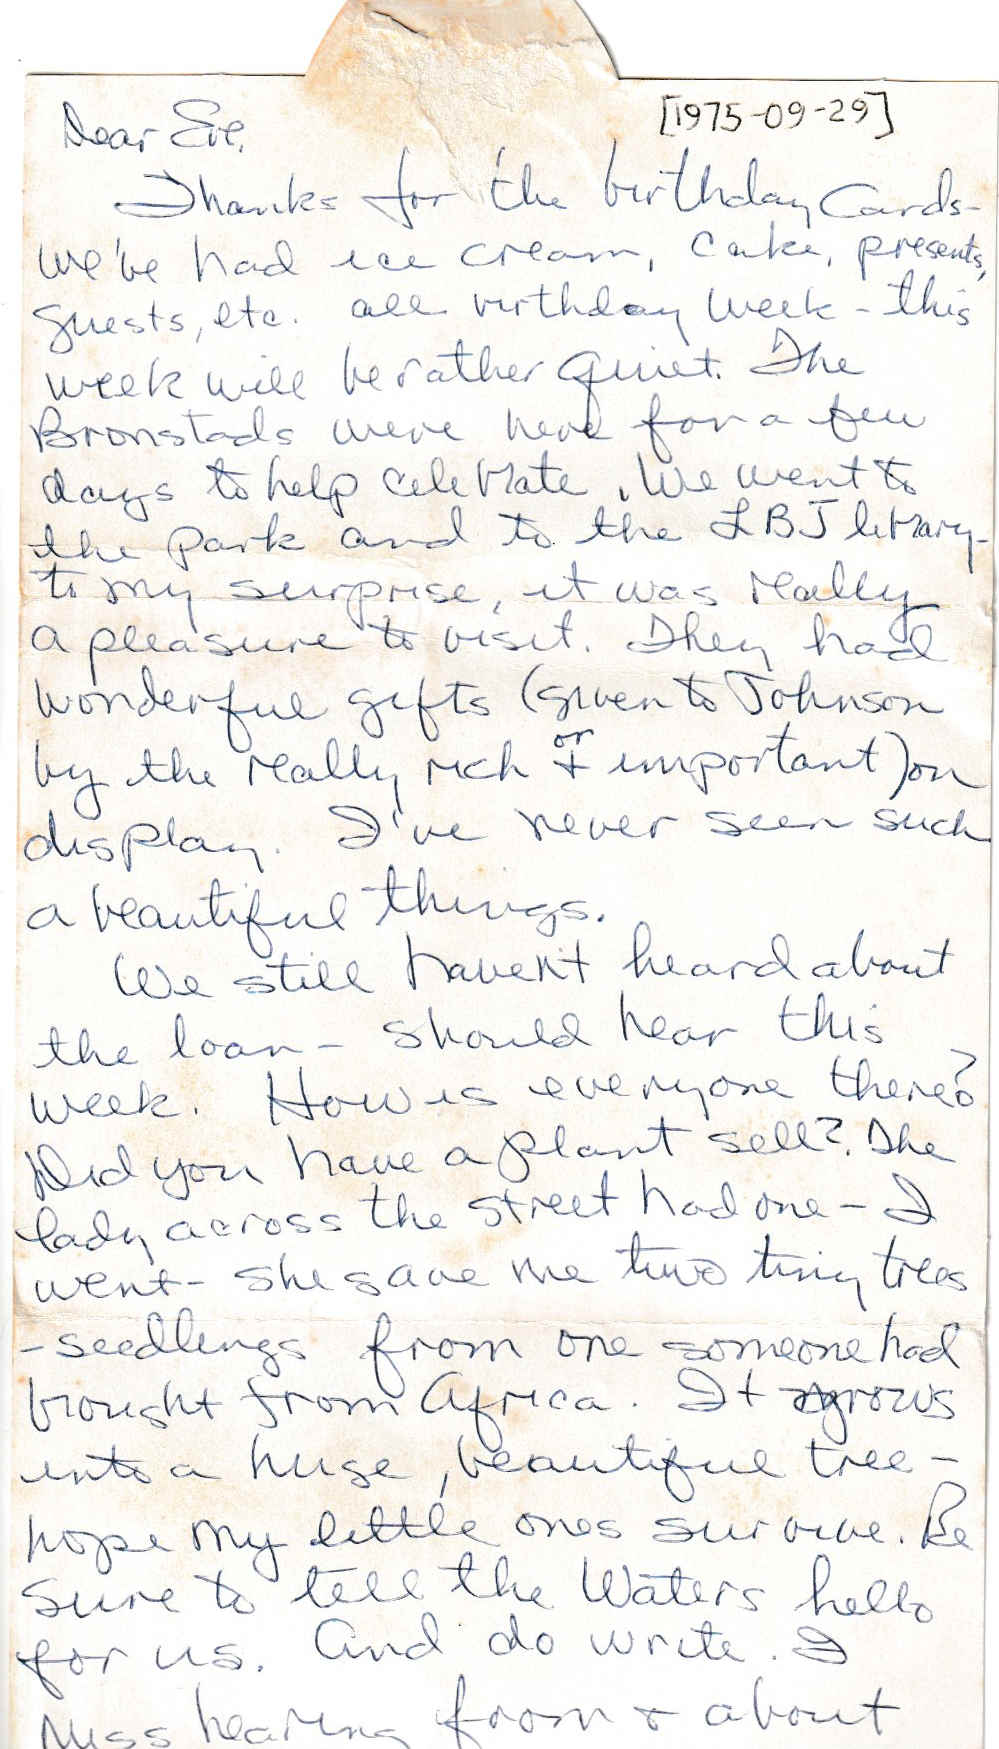 [1975-09-29]
Dear Eve,
Thanks for the birthday Cards-
we've had ice cream, cake, presents,
guests, etc. all birthday week - this
week will be rather quiet. The
Bronstads were here for a few
days to help celebrate. We went to
the park and to the LBJ library-
to my surprise, it was really
a pleasure to visit. They had
wonderful gifts (given to Johnson
by the really rich + or important) on
display. I've never seen such
a beautiful things.
We still haven't heard about
the loan - should hear this
week. How is everyone there?
Did you have a plant sell? The
lady across the street had one - I
went - she gave me two tiny trees
- seedlings from one someone had
brought from Africa. It grows
into a huge, beautiful tree -
hope my little ones survive. Be
sure to tell the Waters hello
for us. And do write. I
Miss hearing from + about